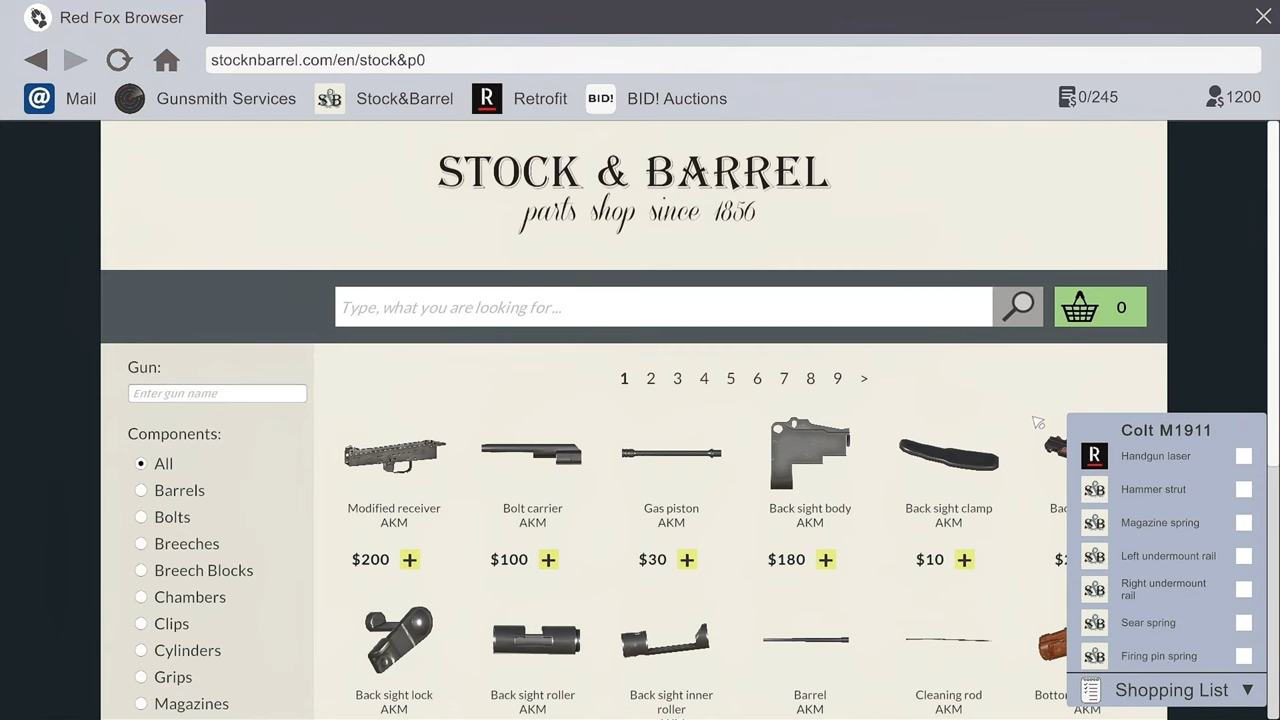 Red Fox Browser
stocknbarrel.com/en/stock&p0
@ Mail Gunsmith Services S&B Stock&Barrel R Retrofit BID! BID! Auctions 0/245 1200
STOCK & BARREL
parts shop since 1856
Type, what you are looking for...
0
Gun:
Enter gun name
Components:
All
Barrels
Bolts
Breeches
Breech Blocks
Chambers
Clips
Cylinders
Grips
Magazines
1 2 3 4 5 6 7 8 9 >
Modified receiver
AKM
$200 +
Bolt carrier
AKM
$100 +
Gas piston
AKM
$30 +
Back sight body
AKM
$180 +
Back sight clamp
AKM
$10 +
Back sight lock
AKM
Back sight roller
AKM
Back sight inner
roller
Barrel
AKM
Cleaning rod
AKM
AKM
Colt M1911
R Handgun laser
S&B Hammer strut
S&B Magazine spring
S&B Left undermount rail
S&B Right undermount
rail
S&B Sear spring
S&B Firing pin spring
Shopping List ▼